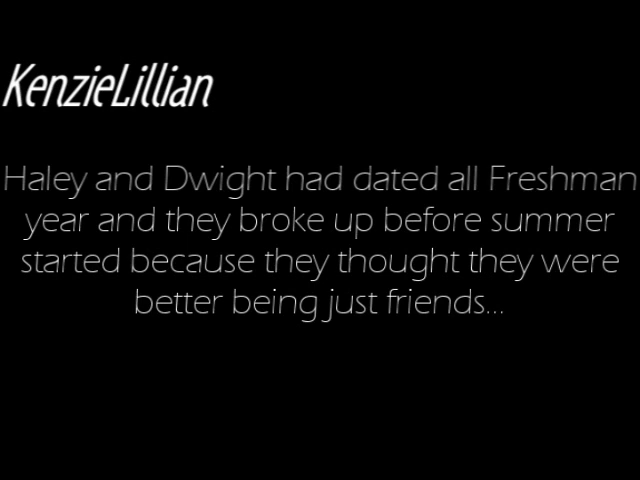 KenzieLillian
Haley and Dwight had dated all Freshman
year and they broke up before summer
started because they thought they were
better being just friends...